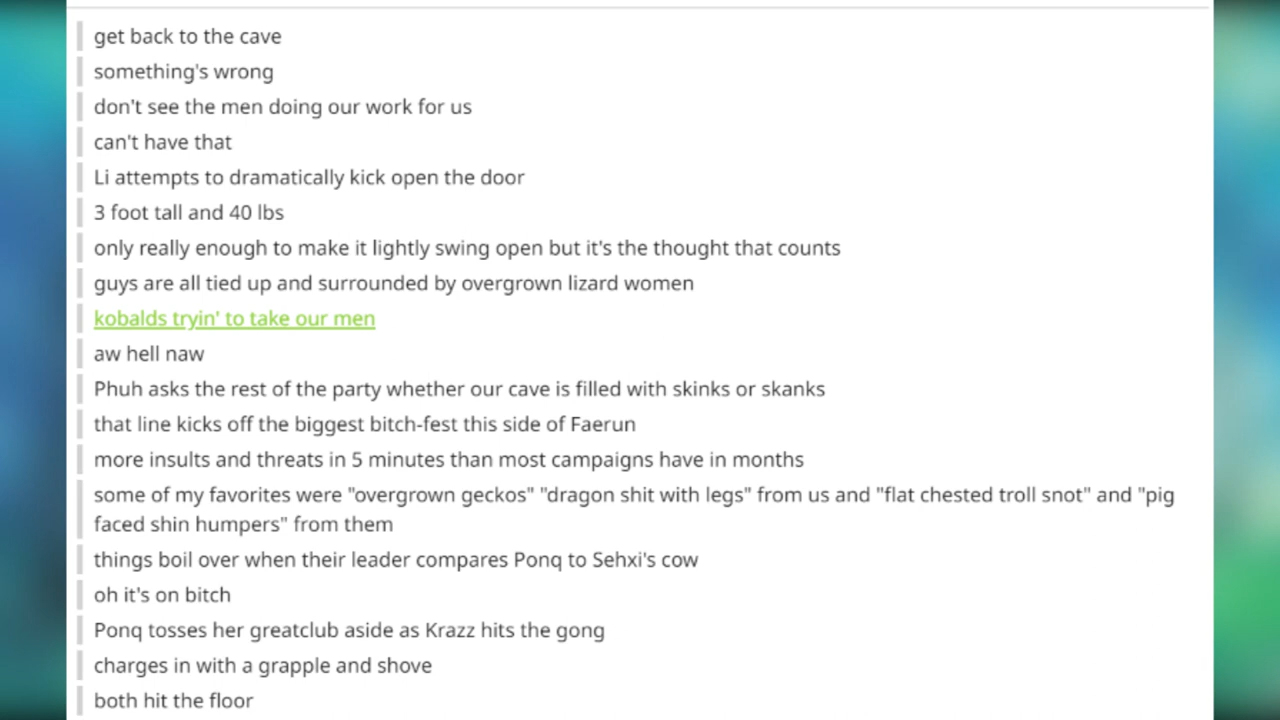 get back to the cave
something's wrong
don't see the men doing our work for us
can't have that
Li attempts to dramatically kick open the door
3 foot tall and 40 lbs
only really enough to make it lightly swing open but it's the thought that counts
guys are all tied up and surrounded by overgrown lizard women
kobalds tryin' to take our men
aw hell naw
Phuh asks the rest of the party whether our cave is filled with skinks or skanks
that line kicks off the biggest bitch-fest this side of Faerun
more insults and threats in 5 minutes than most campaigns have in months
some of my favorites were "overgrown geckos" "dragon shit with legs" from us and "flat chested troll snot" and "pig
faced shin humpers" from them
things boil over when their leader compares Ponq to Sehxi's cow
oh it's on bitch
Ponq tosses her greatclub aside as Krazz hits the gong
charges in with a grapple and shove
both hit the floor